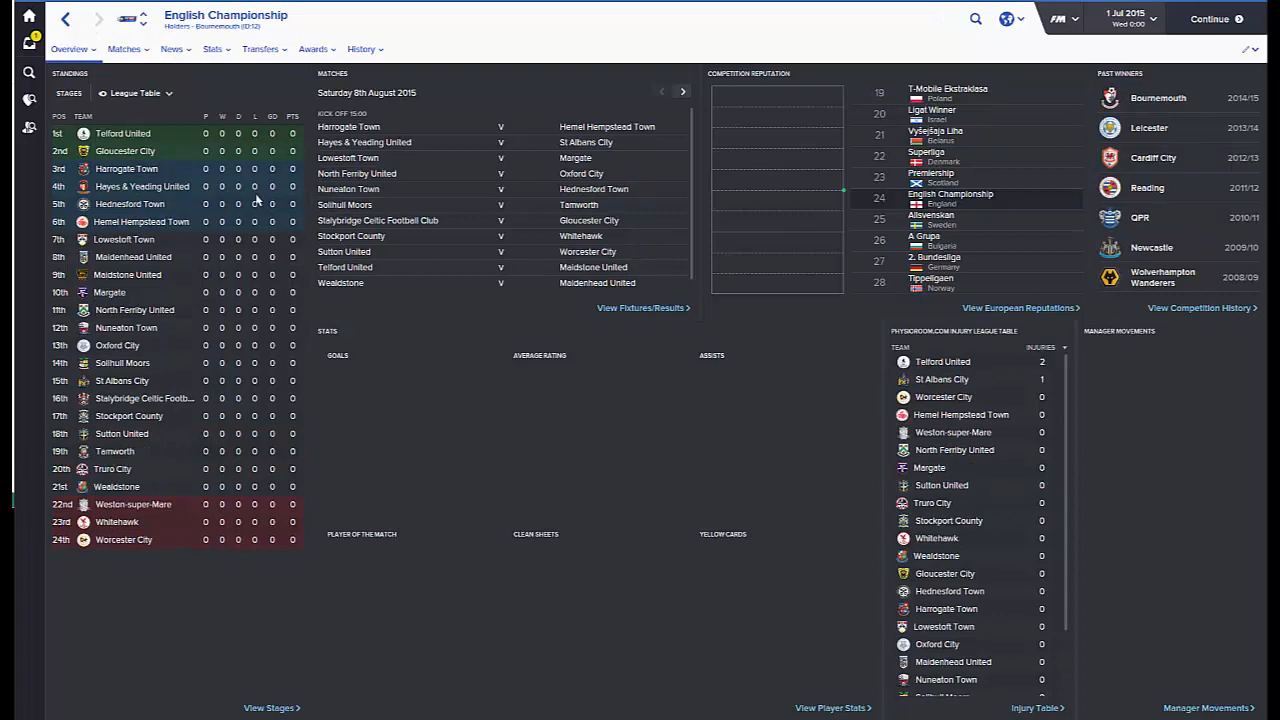 English Championship
Holders - Bournemouth (ID:12)
FM
1 Jul 2015
Wed 0:00
Continue
1
Overview
Matches
News
Stats
Transfers
Awards
History
STANDINGS
STAGES League Table
POS TEAM P W D L GD PTS
1st Telford United 0 0 0 0 0 0
2nd Gloucester City 0 0 0 0 0 0
3rd Harrogate Town 0 0 0 0 0 0
4th Hayes & Yeading United 0 0 0 0 0 0
5th Hednesford Town 0 0 0 0 0 0
6th Hemel Hempstead Town 0 0 0 0 0 0
7th Lowestoft Town 0 0 0 0 0 0
8th Maidenhead United 0 0 0 0 0 0
9th Maidstone United 0 0 0 0 0 0
10th Margate 0 0 0 0 0 0
11th North Ferriby United 0 0 0 0 0 0
12th Nuneaton Town 0 0 0 0 0 0
13th Oxford City 0 0 0 0 0 0
14th Solihull Moors 0 0 0 0 0 0
15th St Albans City 0 0 0 0 0 0
16th Stalybridge Celtic Footb... 0 0 0 0 0 0
17th Stockport County 0 0 0 0 0 0
18th Sutton United 0 0 0 0 0 0
19th Tamworth 0 0 0 0 0 0
20th Truro City 0 0 0 0 0 0
21st Wealdstone 0 0 0 0 0 0
22nd Weston-super-Mare 0 0 0 0 0 0
23rd Whitehawk 0 0 0 0 0 0
24th Worcester City 0 0 0 0 0 0
View Stages >
MATCHES
Saturday 8th August 2015
KICK OFF 15:00
Harrogate Town V Hemel Hempstead Town
Hayes & Yeading United V St Albans City
Lowestoft Town V Margate
North Ferriby United V Oxford City
Nuneaton Town V Hednesford Town
Solihull Moors V Tamworth
Stalybridge Celtic Football Club V Gloucester City
Stockport County V Whitehawk
Sutton United V Worcester City
Telford United V Maidstone United
Wealdstone V Maidenhead United
View Fixtures/Results >
COMPETITION REPUTATION
19 T-Mobile Ekstraklasa
Poland
20 Ligat Winner
Israel
21 Vyšejšaja Liha
Belarus
22 Superliga
Denmark
23 Premiership
Scotland
24 English Championship
England
25 Allsvenskan
Sweden
26 A Grupa
Bulgaria
27 2. Bundesliga
Germany
28 Tippeligaen
Norway
View European Reputations >
PAST WINNERS
Bournemouth 2014/15
Leicester 2013/14
Cardiff City 2012/13
Reading 2011/12
QPR 2010/11
Newcastle 2009/10
Wolverhampton
Wanderers 2008/09
View Competition History >
STATS
GOALS
AVERAGE RATING
ASSISTS
PLAYER OF THE MATCH
CLEAN SHEETS
YELLOW CARDS
View Player Stats >
PHYSIOROOM.COM INJURY LEAGUE TABLE
TEAM INJURIES
Telford United 2
St Albans City 1
Worcester City 0
Hemel Hempstead Town 0
Weston-super-Mare 0
North Ferriby United 0
Margate 0
Sutton United 0
Truro City 0
Stockport County 0
Whitehawk 0
Wealdstone 0
Gloucester City 0
Hednesford Town 0
Harrogate Town 0
Lowestoft Town 0
Oxford City 0
Maidenhead United 0
Nuneaton Town 0
Solihull Moors 0
Injury Table >
MANAGER MOVEMENTS
Manager Movements >